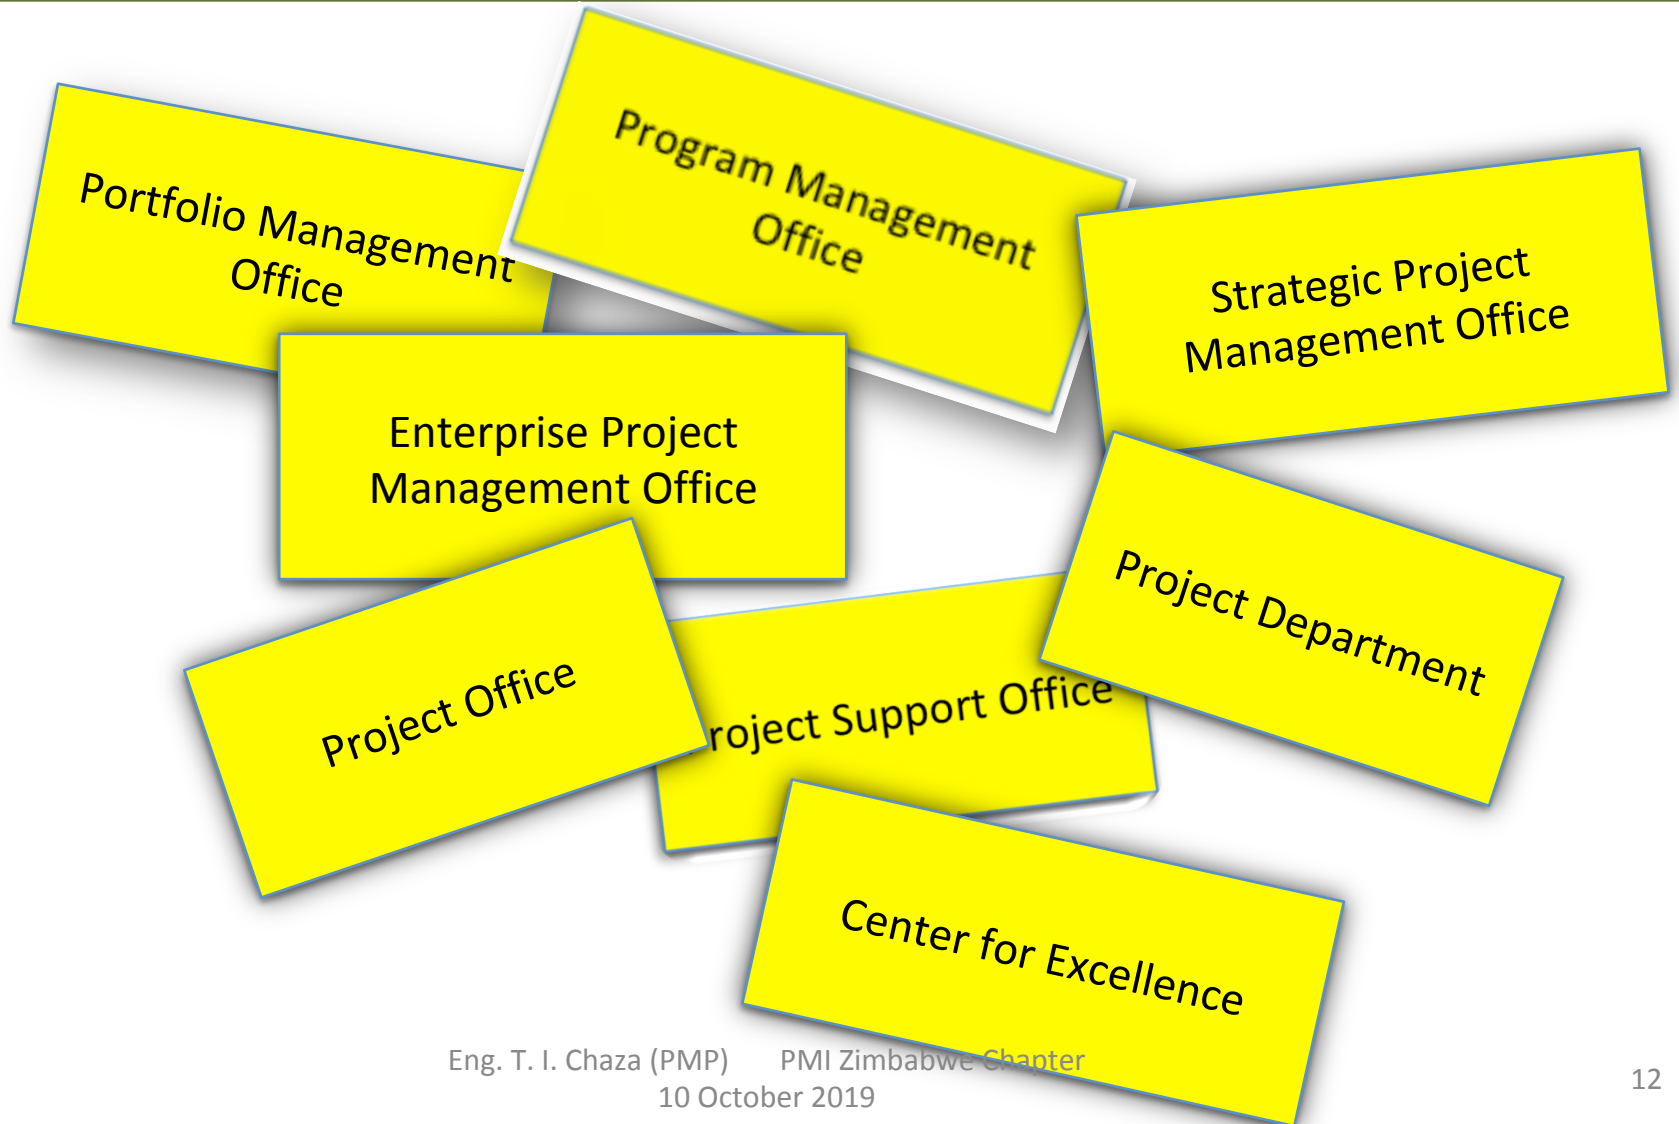 Program Management
Office
Portfolio Management
Office
Strategic Project
Management Office
Enterprise Project
Management Office
Project Department
Project Office
roject Support Office
Center for Excellence
Eng. T. I. Chaza (PMP) PMI Zimbabwe Chapter
10 October 2019
12